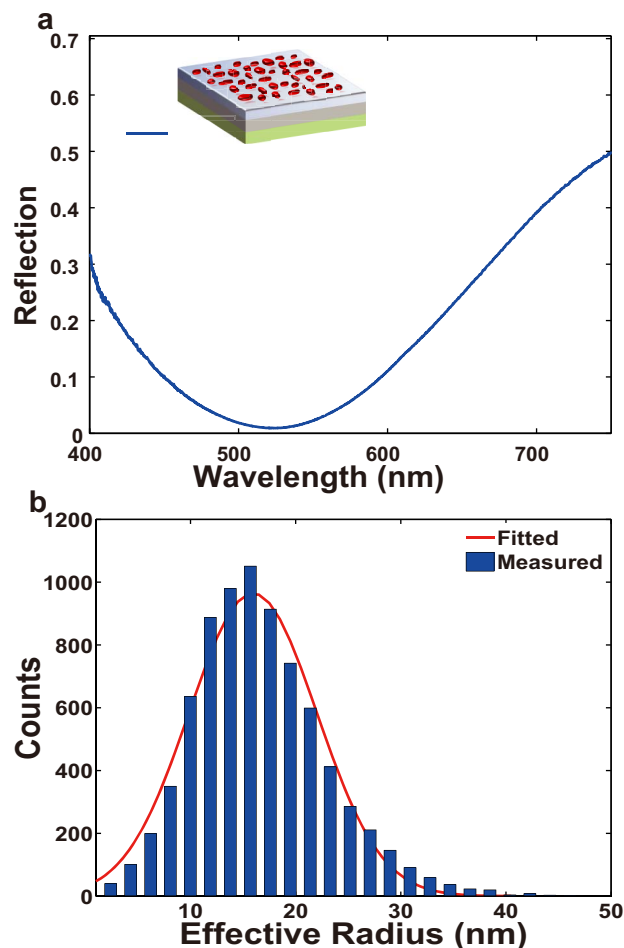 a
0.7
0.6
0.5
0.4
0.3
0.2
0.1
0
Reflection
400 500 600 700
Wavelength (nm)
b
1200
1000
800
600
400
200
0
Counts
Fitted
Measured
10 20 30 40 50
Effective Radius (nm)